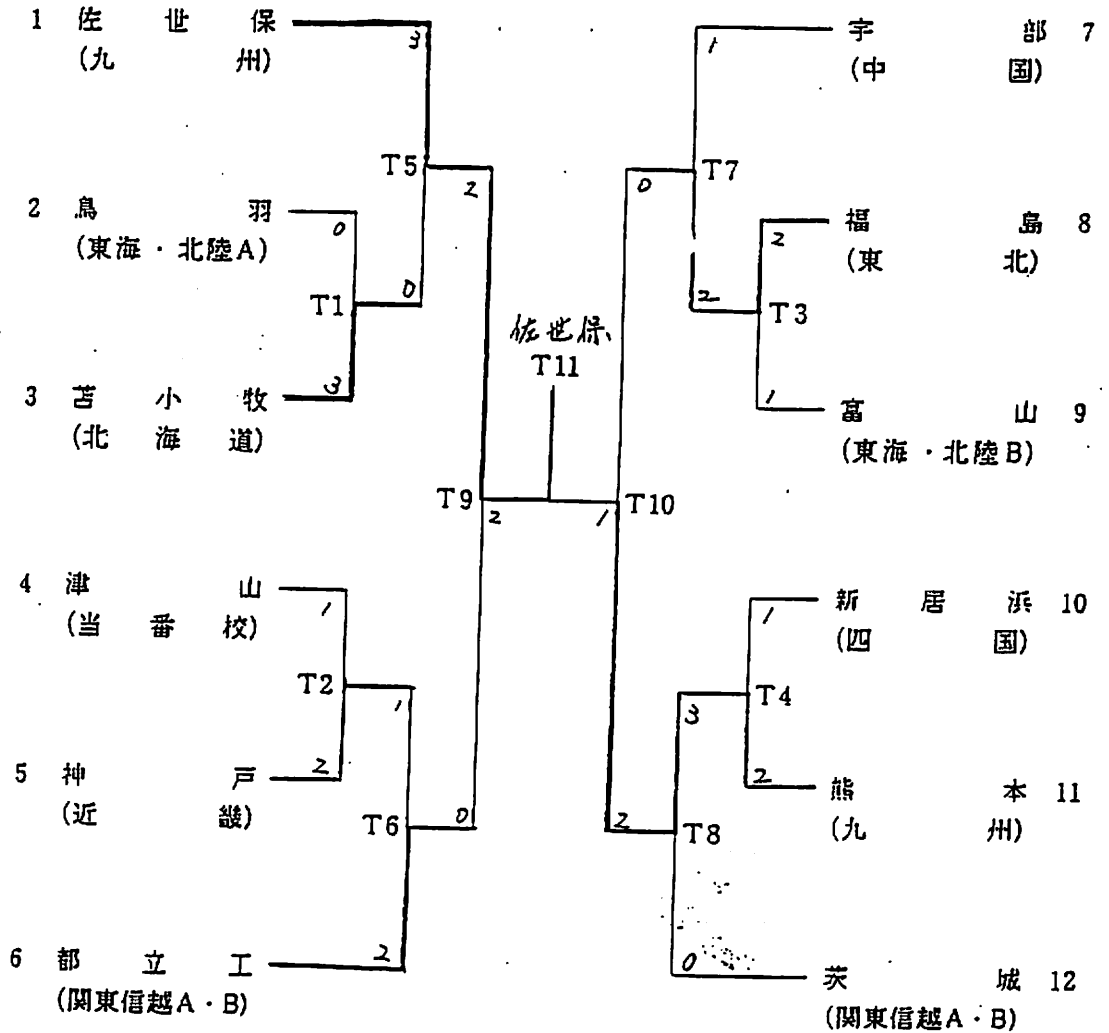 1 佐世保
(九州)
3
T5
2
2 鳥羽
(東海・北陸A)
0
T1
0
3 苫小牧
(北海道)
3
佐世保
T11
T9
2
4 津山
(当番校)
1
T2
1
5 神戸
(近畿)
2
T6
0
6 都立工
(関東信越A・B)
2
宇部 7
(中国)
1
T7
0
福島 8
(東北)
2
T3
2
富山 9
(東海・北陸B)
1
T10
1
新居浜 10
(四国)
1
T4
3
熊本 11
(九州)
2
T8
2
茨城 12
(関東信越A・B)
0